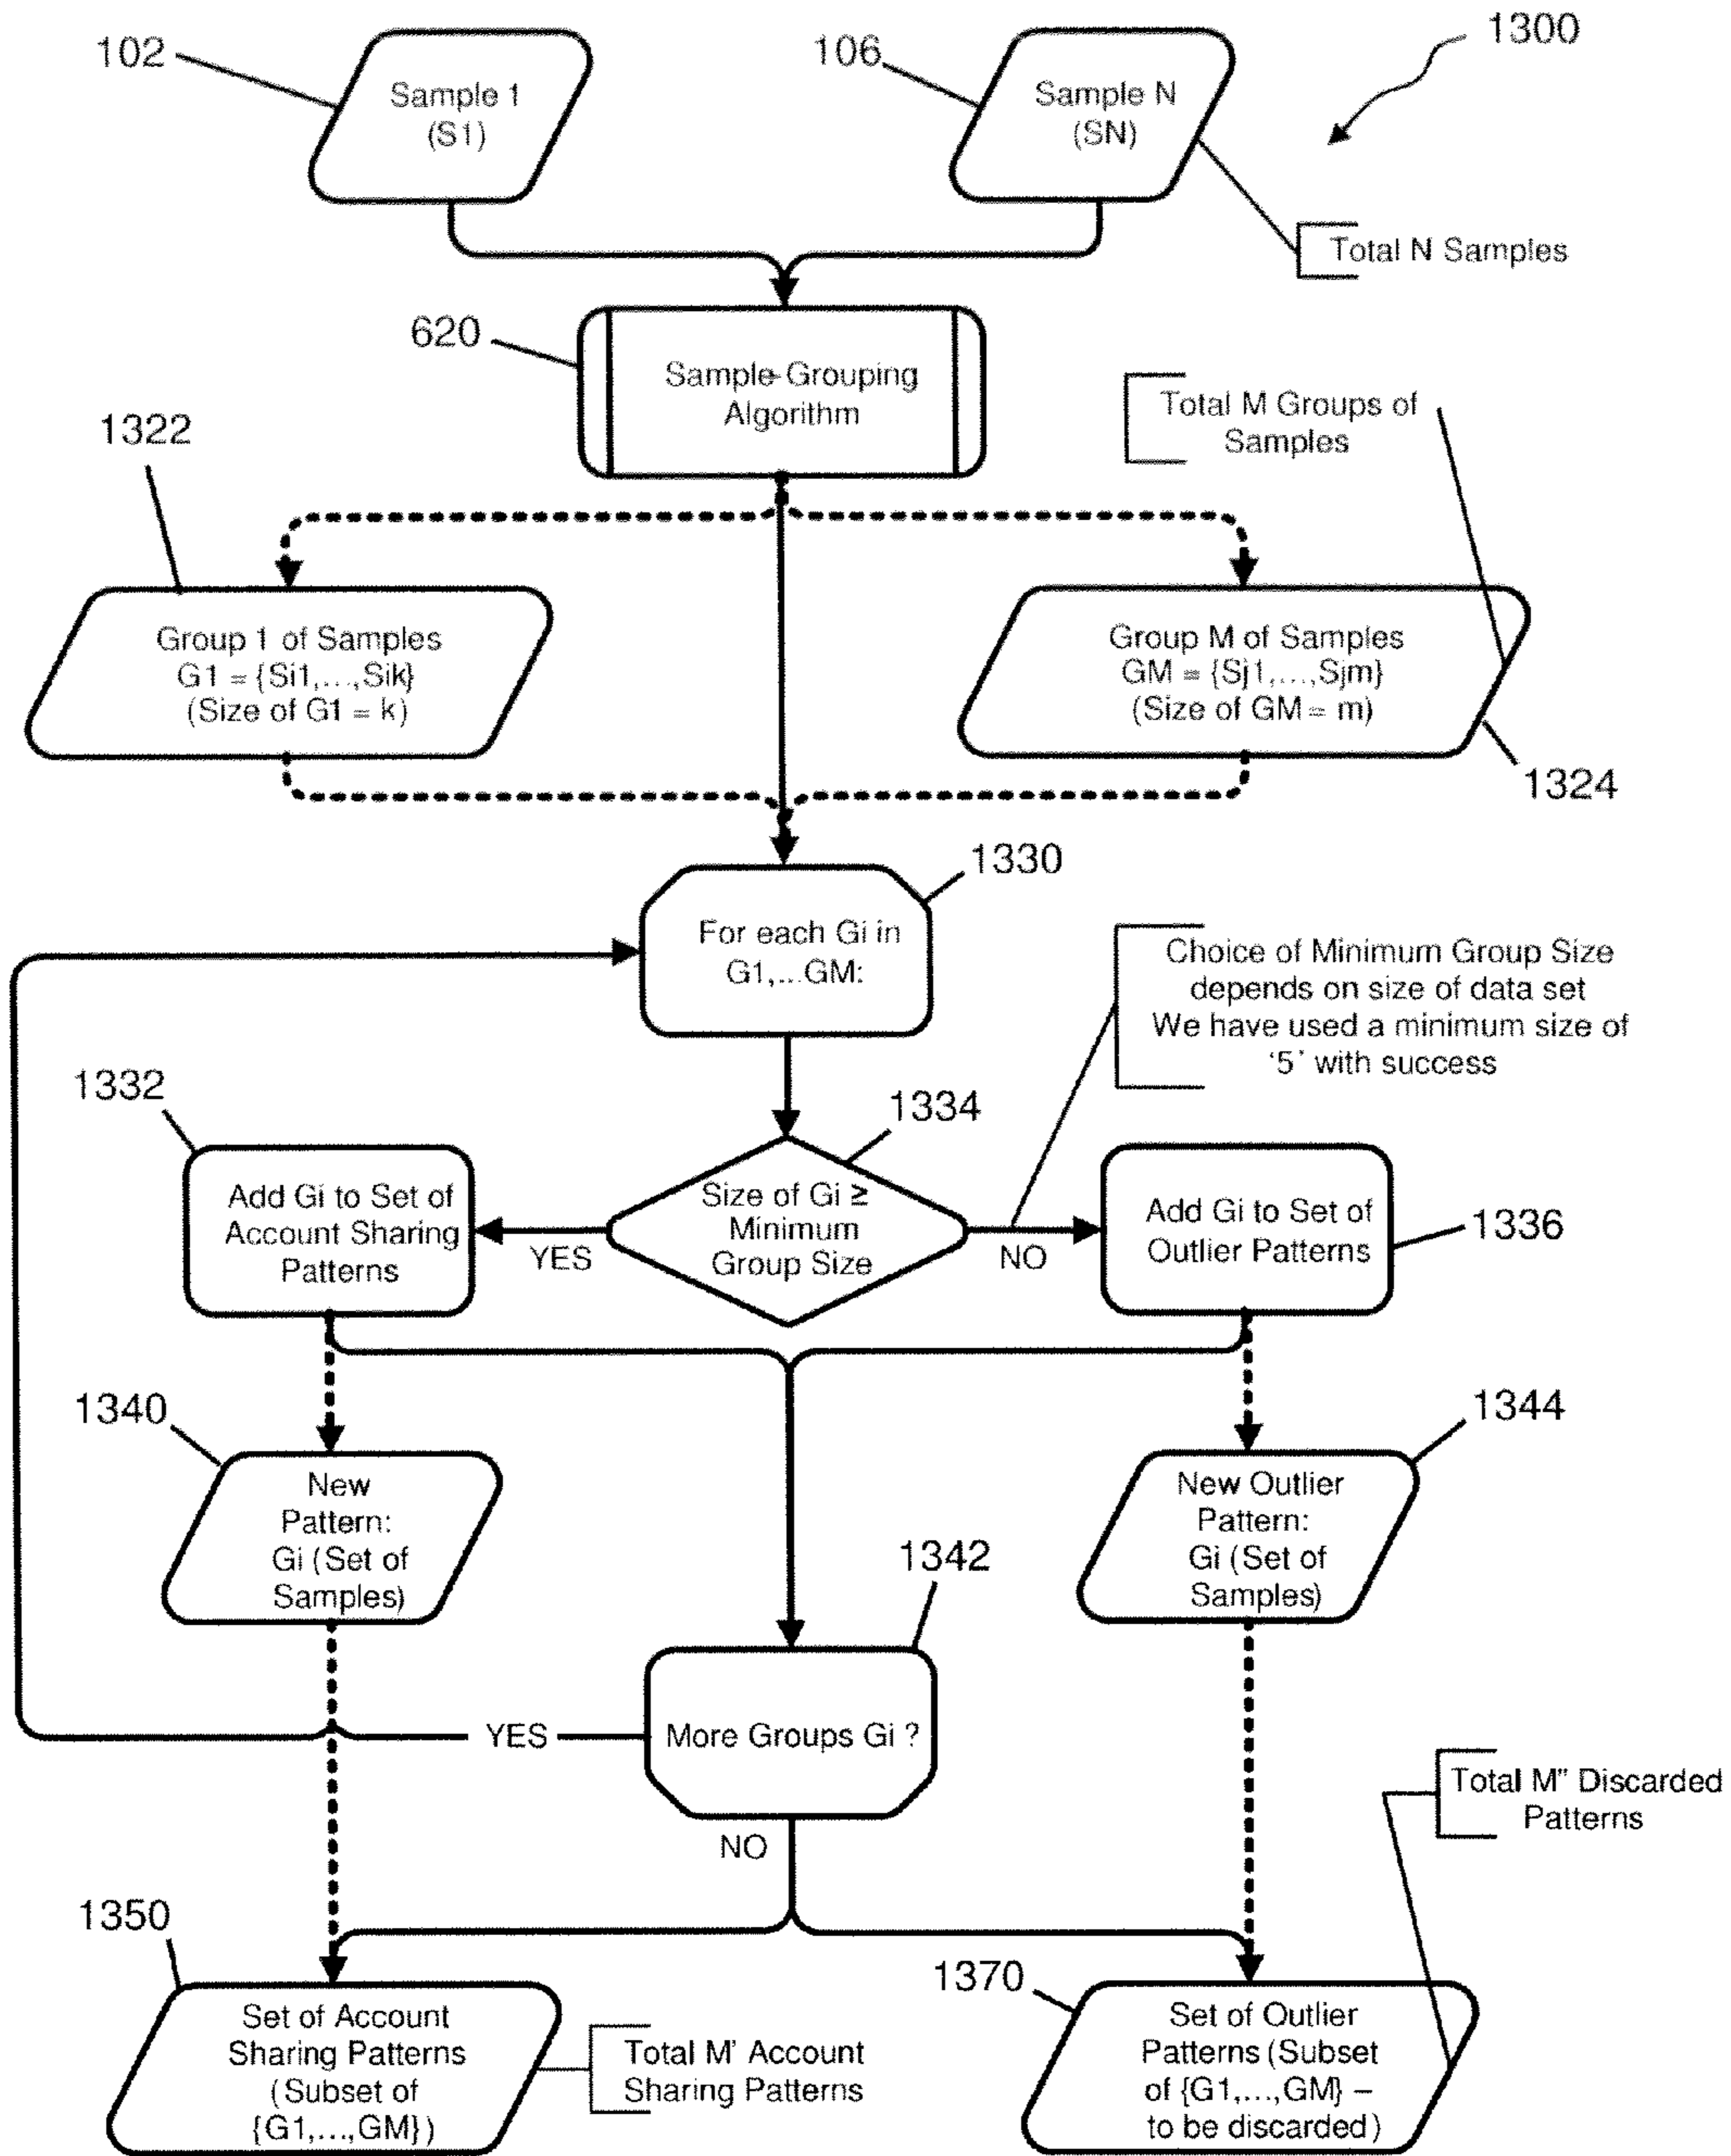 102
Sample 1
(S1)
106
Sample N
(SN)
1300
Total N Samples
620
Sample-Grouping
Algorithm
Total M Groups of
Samples
1322
Group 1 of Samples
G1 = {Si1,...,Sik}
(Size of G1 = k)
Group M of Samples
GM = {Sj1,...,Sjm}
(Size of GM = m)
1324
1330
For each Gi in
G1,...GM:
Choice of Minimum Group Size
depends on size of data set
We have used a minimum size of
‘5’ with success
1332
Add Gi to Set of
Account Sharing
Patterns
YES
1334
Size of Gi ≥
Minimum
Group Size
NO
Add Gi to Set of
Outlier Patterns
1336
1340
New
Pattern:
Gi (Set of
Samples)
1344
New Outlier
Pattern:
Gi (Set of
Samples)
1342
More Groups Gi ?
YES
NO
Total M” Discarded
Patterns
1350
Set of Account
Sharing Patterns
(Subset of
{G1,...,GM})
Total M’ Account
Sharing Patterns
1370
Set of Outlier
Patterns (Subset
of {G1,...,GM} –
to be discarded)